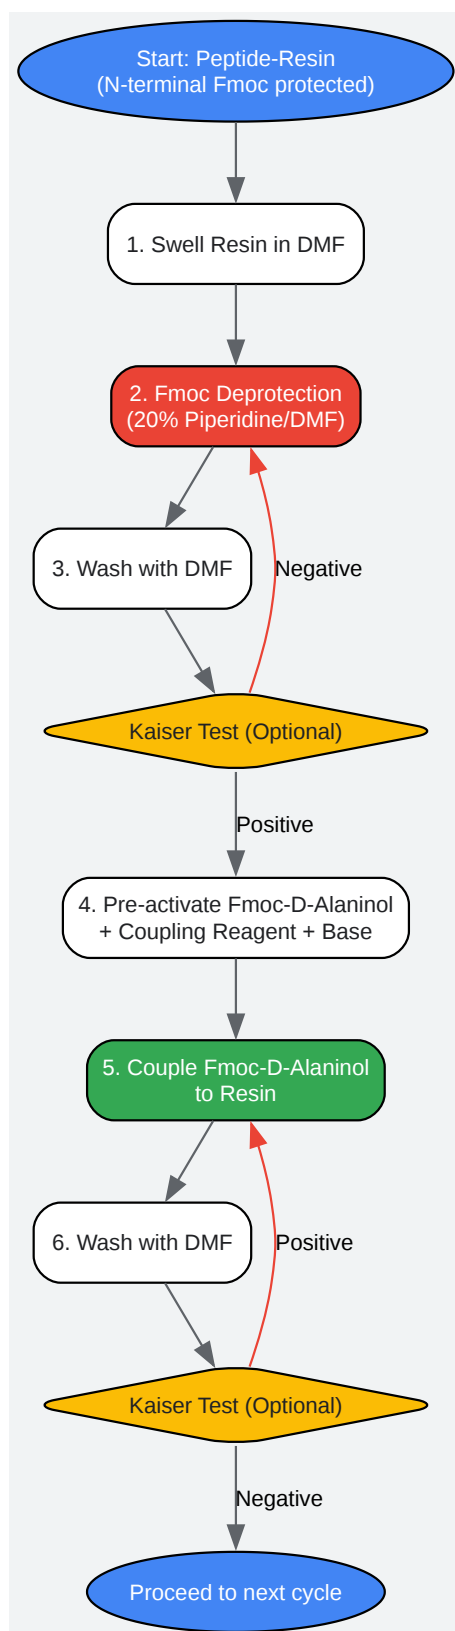 Start: Peptide-Resin
(N-terminal Fmoc protected)
1. Swell Resin in DMF
2. Fmoc Deprotection
(20% Piperidine/DMF)
3. Wash with DMF
Negative
Kaiser Test (Optional)
Positive
4. Pre-activate Fmoc-D-Alaninol
+ Coupling Reagent + Base
5. Couple Fmoc-D-Alaninol
to Resin
6. Wash with DMF
Positive
Kaiser Test (Optional)
Negative
Proceed to next cycle